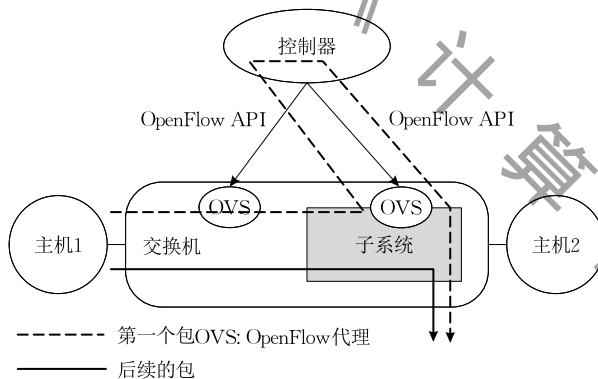 计算
控制器
OpenFlow API
OpenFlow API
OVS
OVS
主机1
交换机
子系统
主机2
第一个包OVS: OpenFlow代理
后续的包